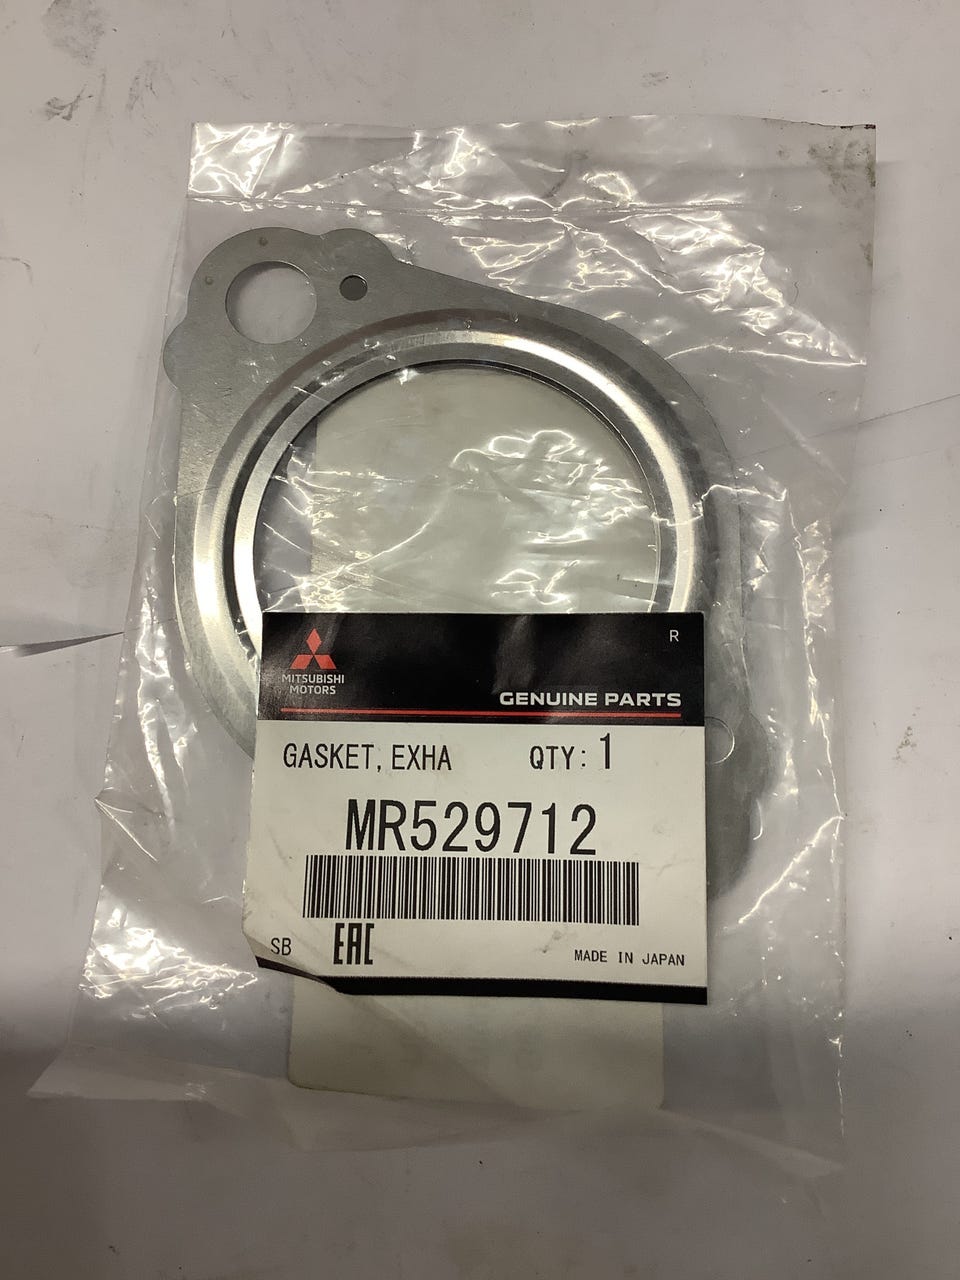 R
MITSUBISHI
MOTORS
GENUINE PARTS
GASKET, EXHA QTY: 1
MR529712
SB EAC MADE IN JAPAN